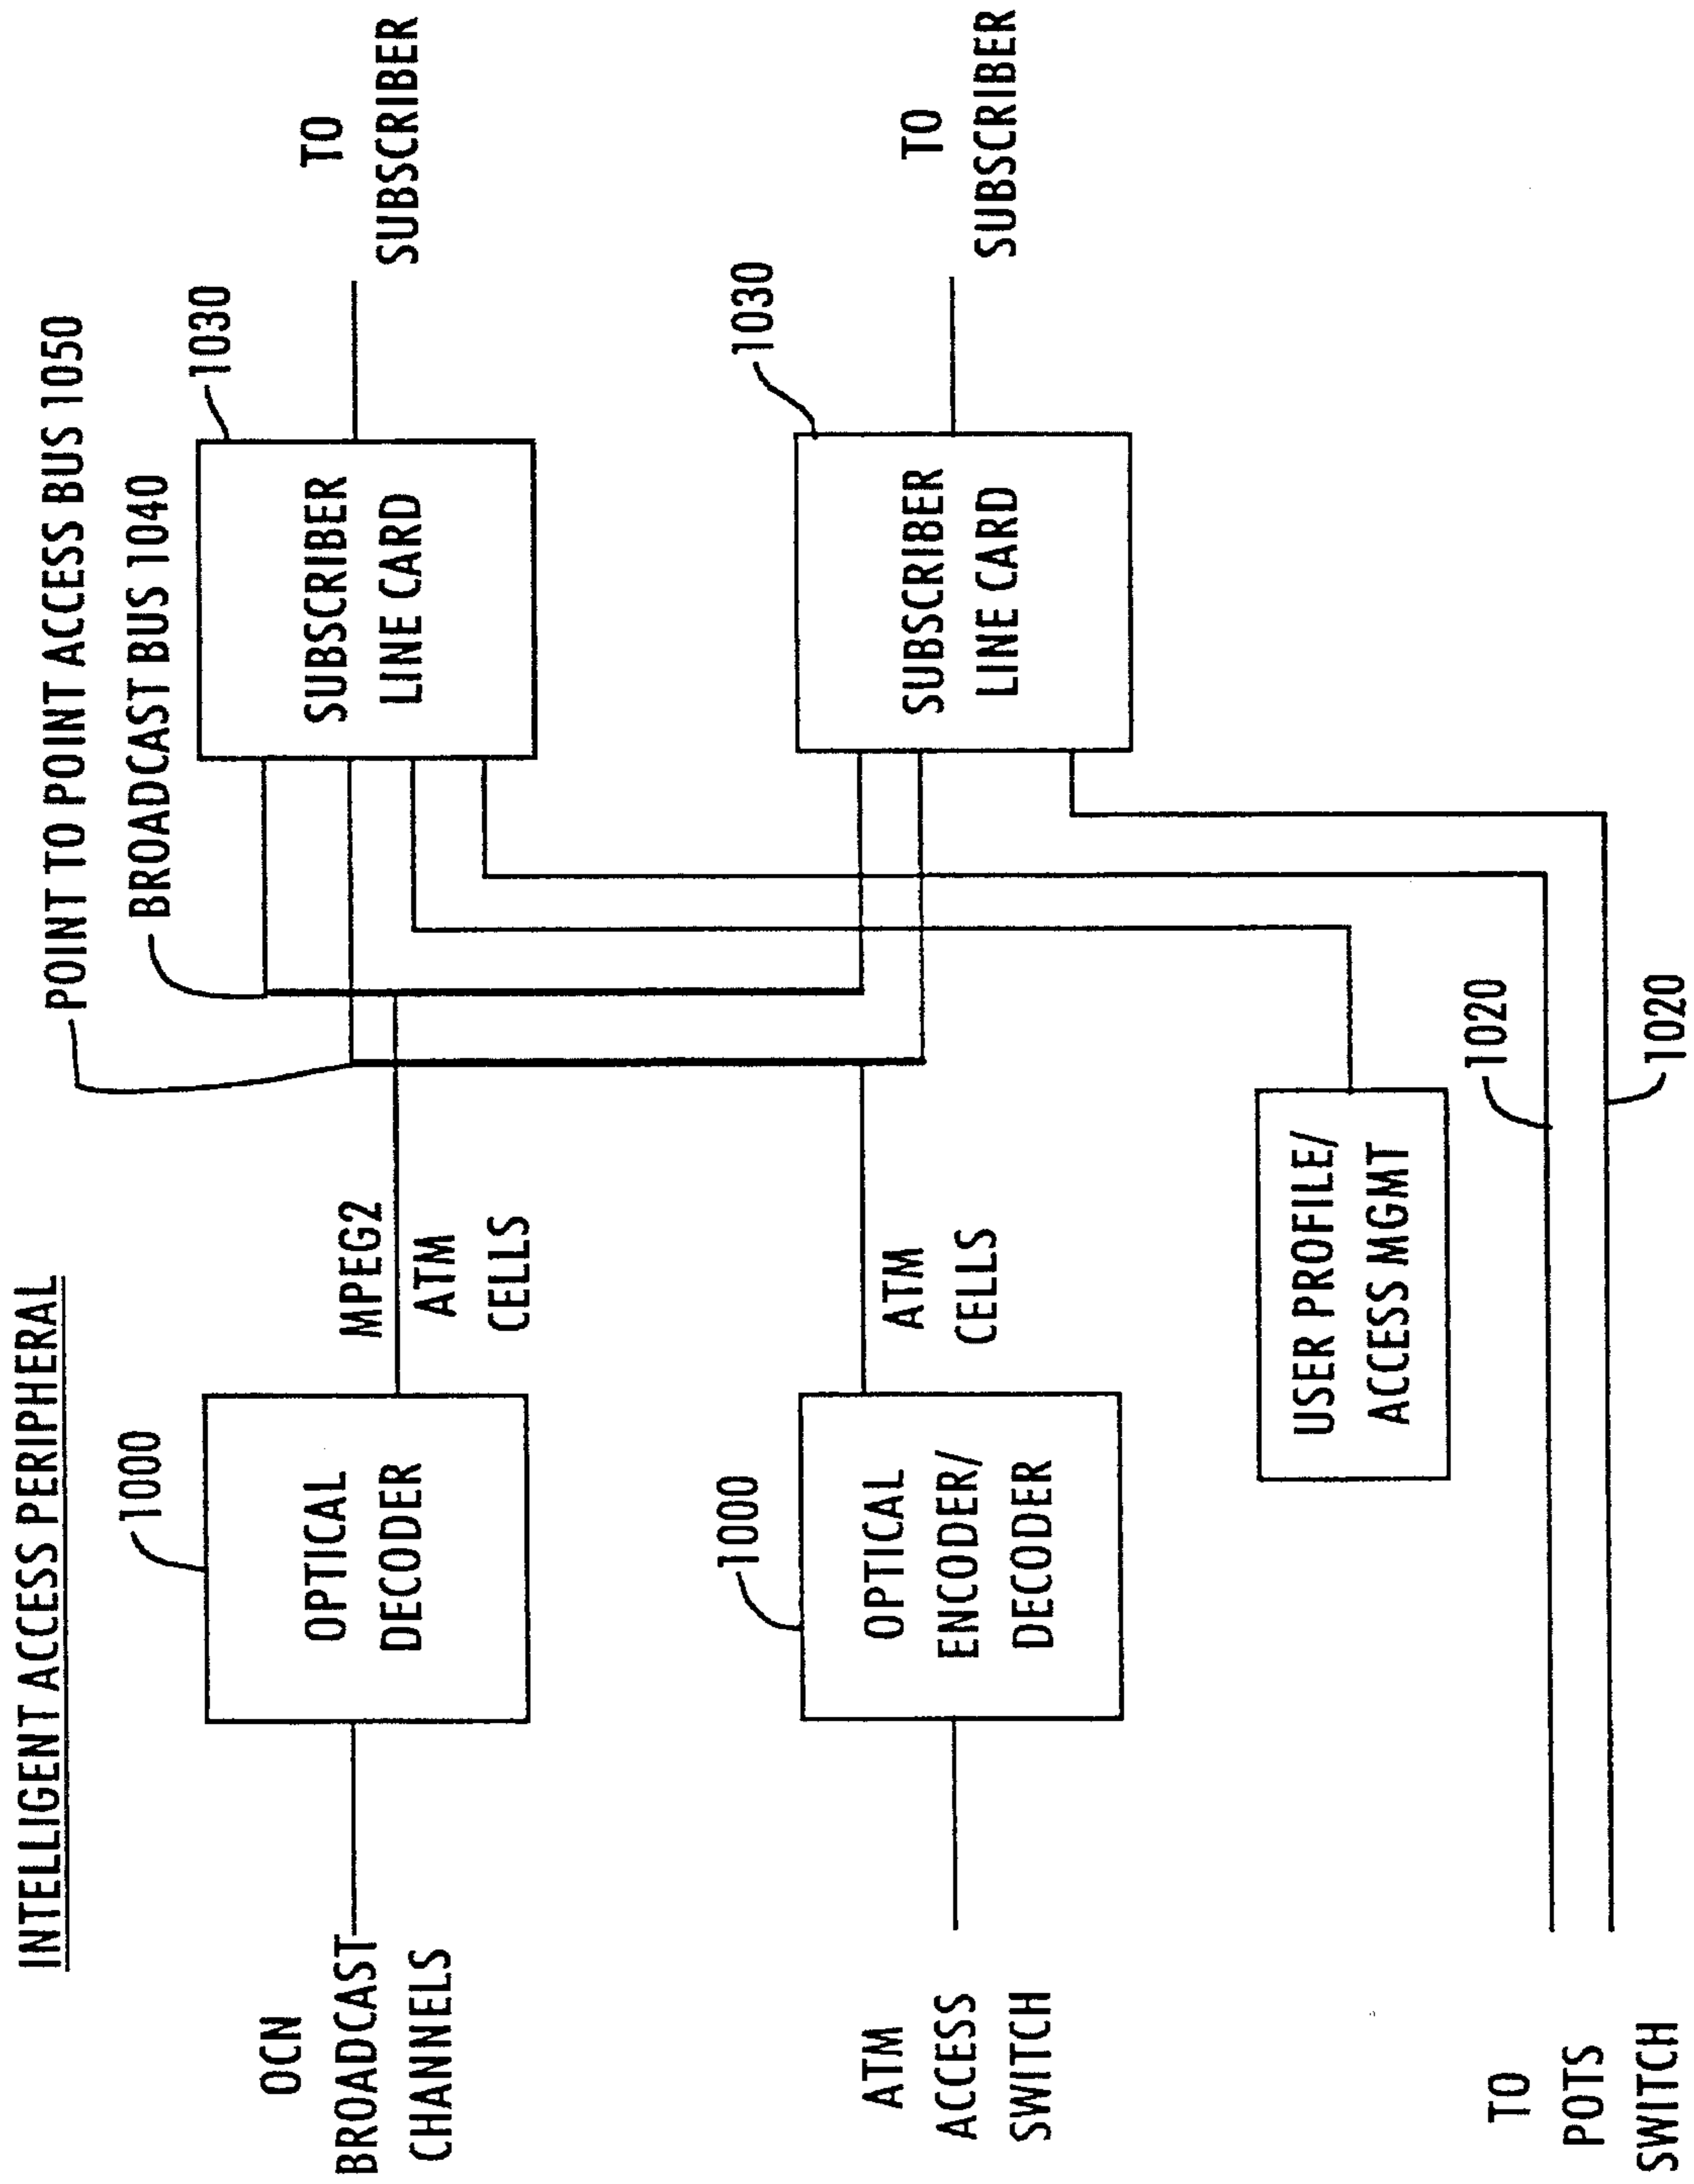 INTELLIGENT ACCESS PERIPHERAL
POINT TO POINT ACCESS BUS 1050
BROADCAST BUS 1040
OCN
BROADCAST
CHANNELS
1000
OPTICAL
DECODER
MPEG2
ATM
CELLS
1030
SUBSCRIBER
LINE CARD
TO
SUBSCRIBER
ATM
ACCESS
SWITCH
1000
OPTICAL
ENCODER/
DECODER
ATM
CELLS
1030
SUBSCRIBER
LINE CARD
TO
SUBSCRIBER
USER PROFILE/
ACCESS MGMT
TO
POTS
SWITCH
1020
1020